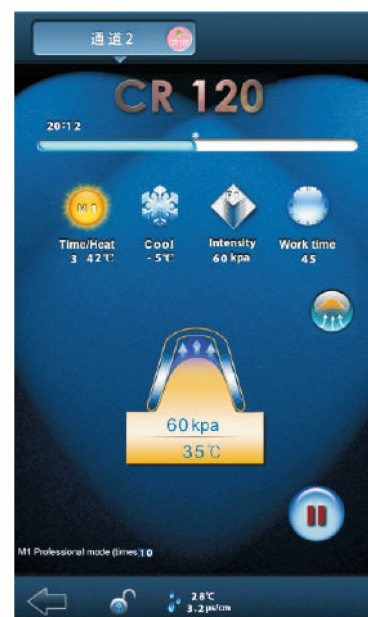 通道2
CR 120
20:12
M1
Time/Heat
3 42℃
Cool
- 5℃
Intensity
60 kpa
Work time
45
60 kpa
35℃
M1 Professional mode (times) 10
28℃
3.2 μs/cm